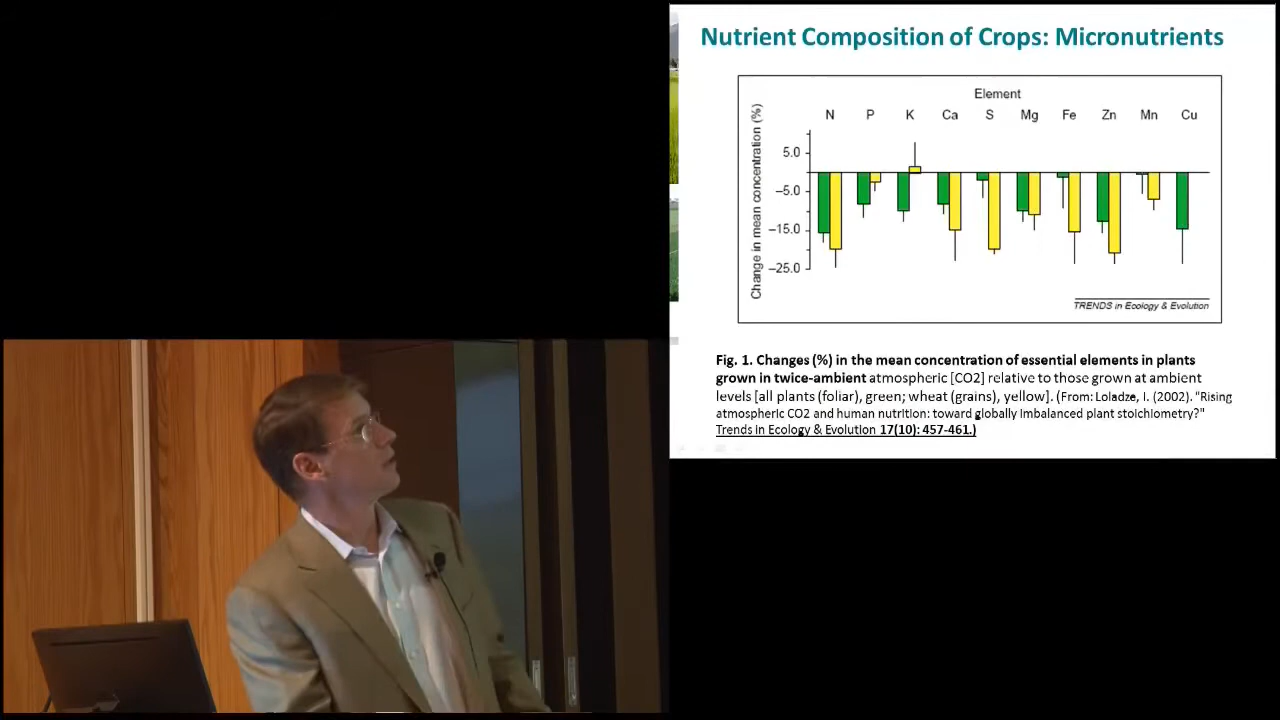 Nutrient Composition of Crops: Micronutrients
Element
N P K Ca S Mg Fe Zn Mn Cu
Change in mean concentration (%)
5.0
–5.0
–15.0
–25.0
TRENDS in Ecology & Evolution
Fig. 1. Changes (%) in the mean concentration of essential elements in plants
grown in twice-ambient atmospheric [CO2] relative to those grown at ambient
levels [all plants (foliar), green; wheat (grains), yellow]. (From: Loladze, I. (2002). "Rising
atmospheric CO2 and human nutrition: toward globally imbalanced plant stoichiometry?"
Trends in Ecology & Evolution 17(10): 457-461.)